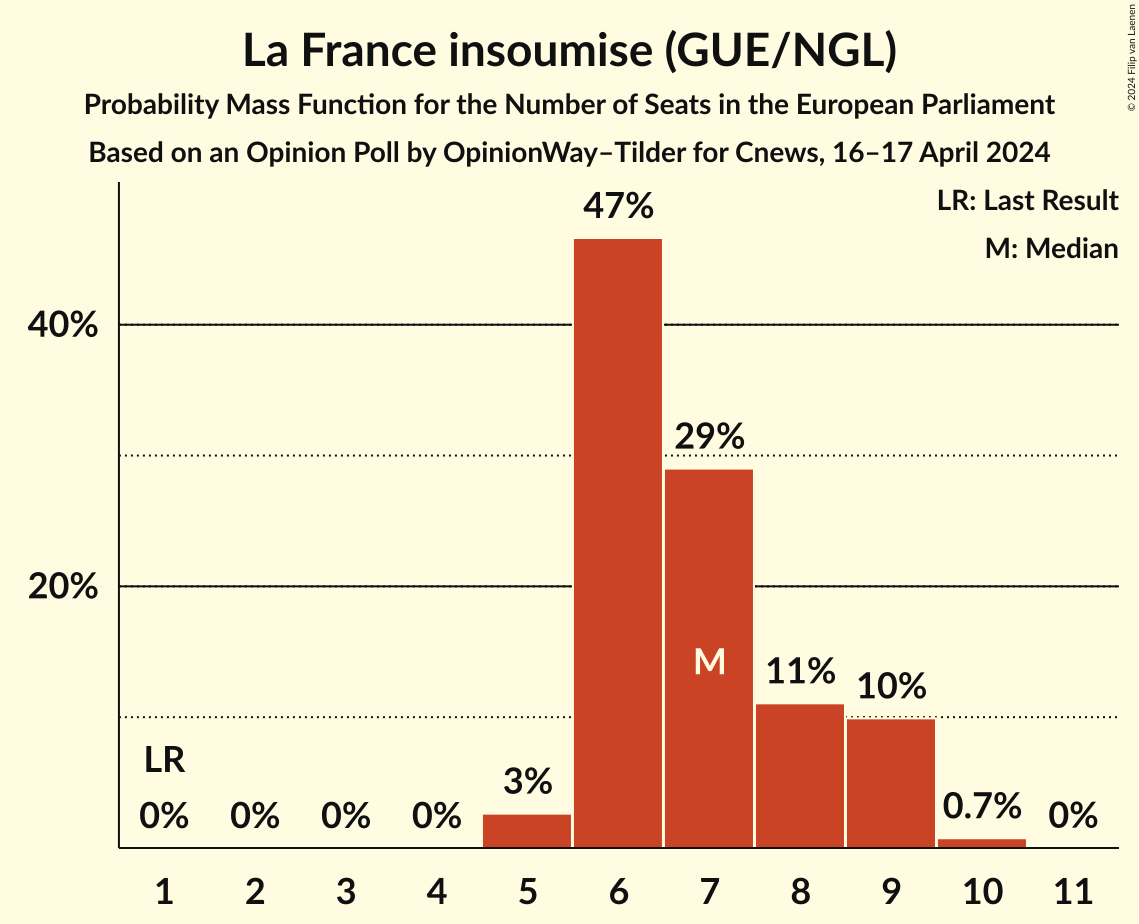 La France insoumise (GUE/NGL)
Probability Mass Function for the Number of Seats in the European Parliament
Based on an Opinion Poll by OpinionWay–Tilder for Cnews, 16–17 April 2024
© 2024 Filip van Laenen
LR: Last Result
M: Median
47%
40%
29%
20%
M
11%
10%
LR
3%
0%
0%
0%
0%
0.7%
0%
1 2 3 4 5 6 7 8 9 10 11